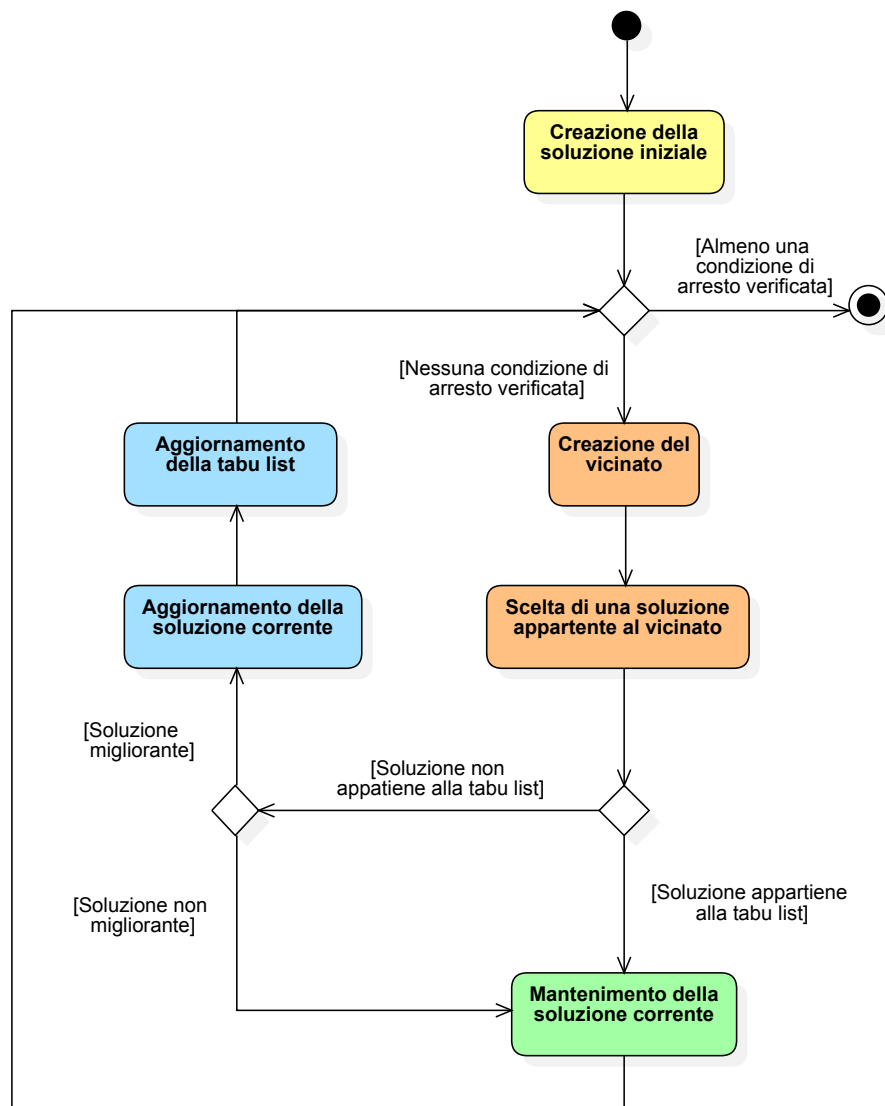 Creazione della
soluzione iniziale
[Almeno una
condizione di
arresto verificata]
[Nessuna condizione di
arresto verificata]
Aggiornamento
della tabu list
Creazione del
vicinato
Aggiornamento della
soluzione corrente
Scelta di una soluzione
appartente al vicinato
[Soluzione
migliorante]
[Soluzione non
appatiene alla tabu list]
[Soluzione non
migliorante]
[Soluzione appartiene
alla tabu list]
Mantenimento della
soluzione corrente